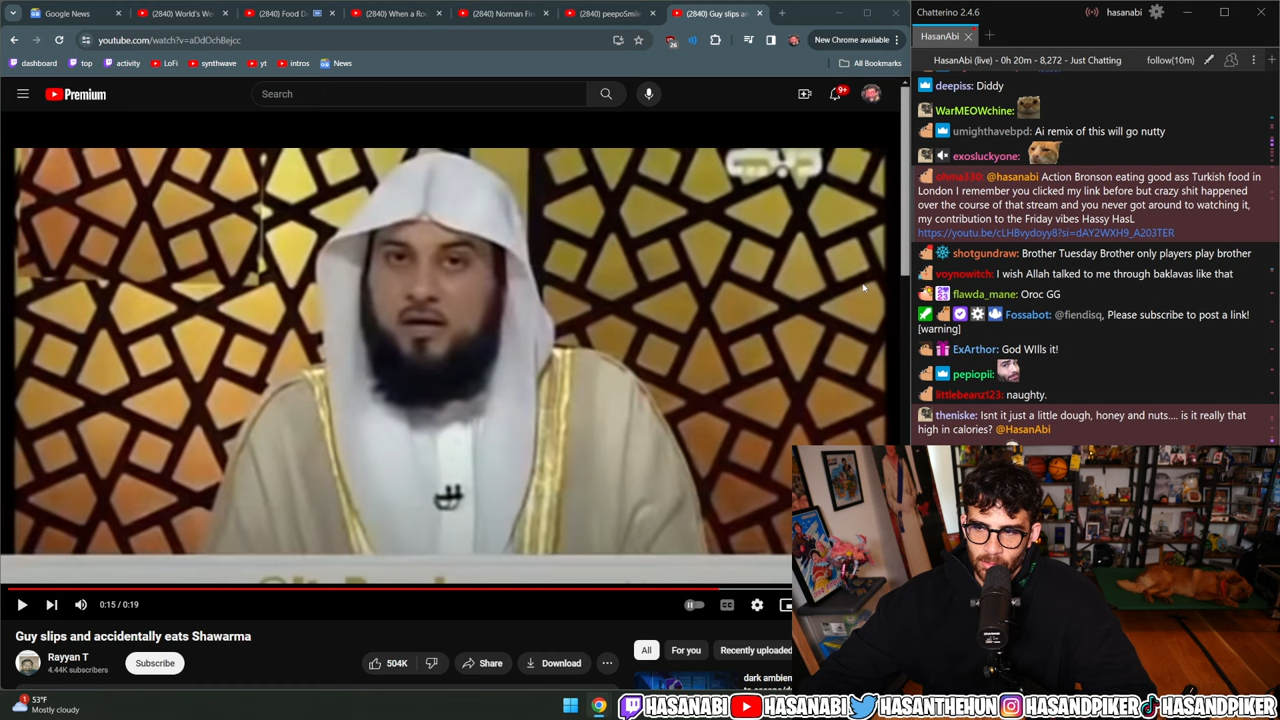 Google News
(2840) World's We
(2840) Food D
(2840) When a Ro
(2840) Norman Fin
(2840) peepoSmile
(2840) Guy slips a
youtube.com/watch?v=aDdOchBejcc
26
New Chrome available
dashboard
top
activity
LoFi
synthwave
yt
intros
News
All Bookmarks
Premium
Search
9+
0:15 / 0:19
Guy slips and accidentally eats Shawarma
Rayyan T
4.44K subscribers
Subscribe
504K
Share
Download
All
For you
Recently uploaded
dark ambien
1
53°F
Mostly cloudy
Chatterino 2.4.6
hasanabi
HasanAbi
HasanAbi (live) - 0h 20m - 8,272 - Just Chatting
follow(10m)
deepiss: Diddy
WarMEOWchine:
umighthavebpd: Ai remix of this will go nutty
exosluckyone:
ohma330: @hasanabi Action Bronson eating good ass Turkish food in
London I remember you clicked my link before but crazy shit happened
over the course of that stream and you never got around to watching it,
my contribution to the Friday vibes Hassy HasL
https://youtu.be/cLHBvydoyy8?si=dAY2WXH9_A203TER
shotgundraw: Brother Tuesday Brother only players play brother
voynowitch: I wish Allah talked to me through baklavas like that
flawda_mane: Oroc GG
Fossabot: @fiendisq, Please subscribe to post a link!
[warning]
ExArthor: God WIlls it!
pepiopii:
littlebeanz123: naughty.
theniske: Isnt it just a little dough, honey and nuts.... is it really that
high in calories? @HasanAbi
HASANABI
HASANABI
HASANTHEHUN
HASANDPIKER
HASANDPIKER